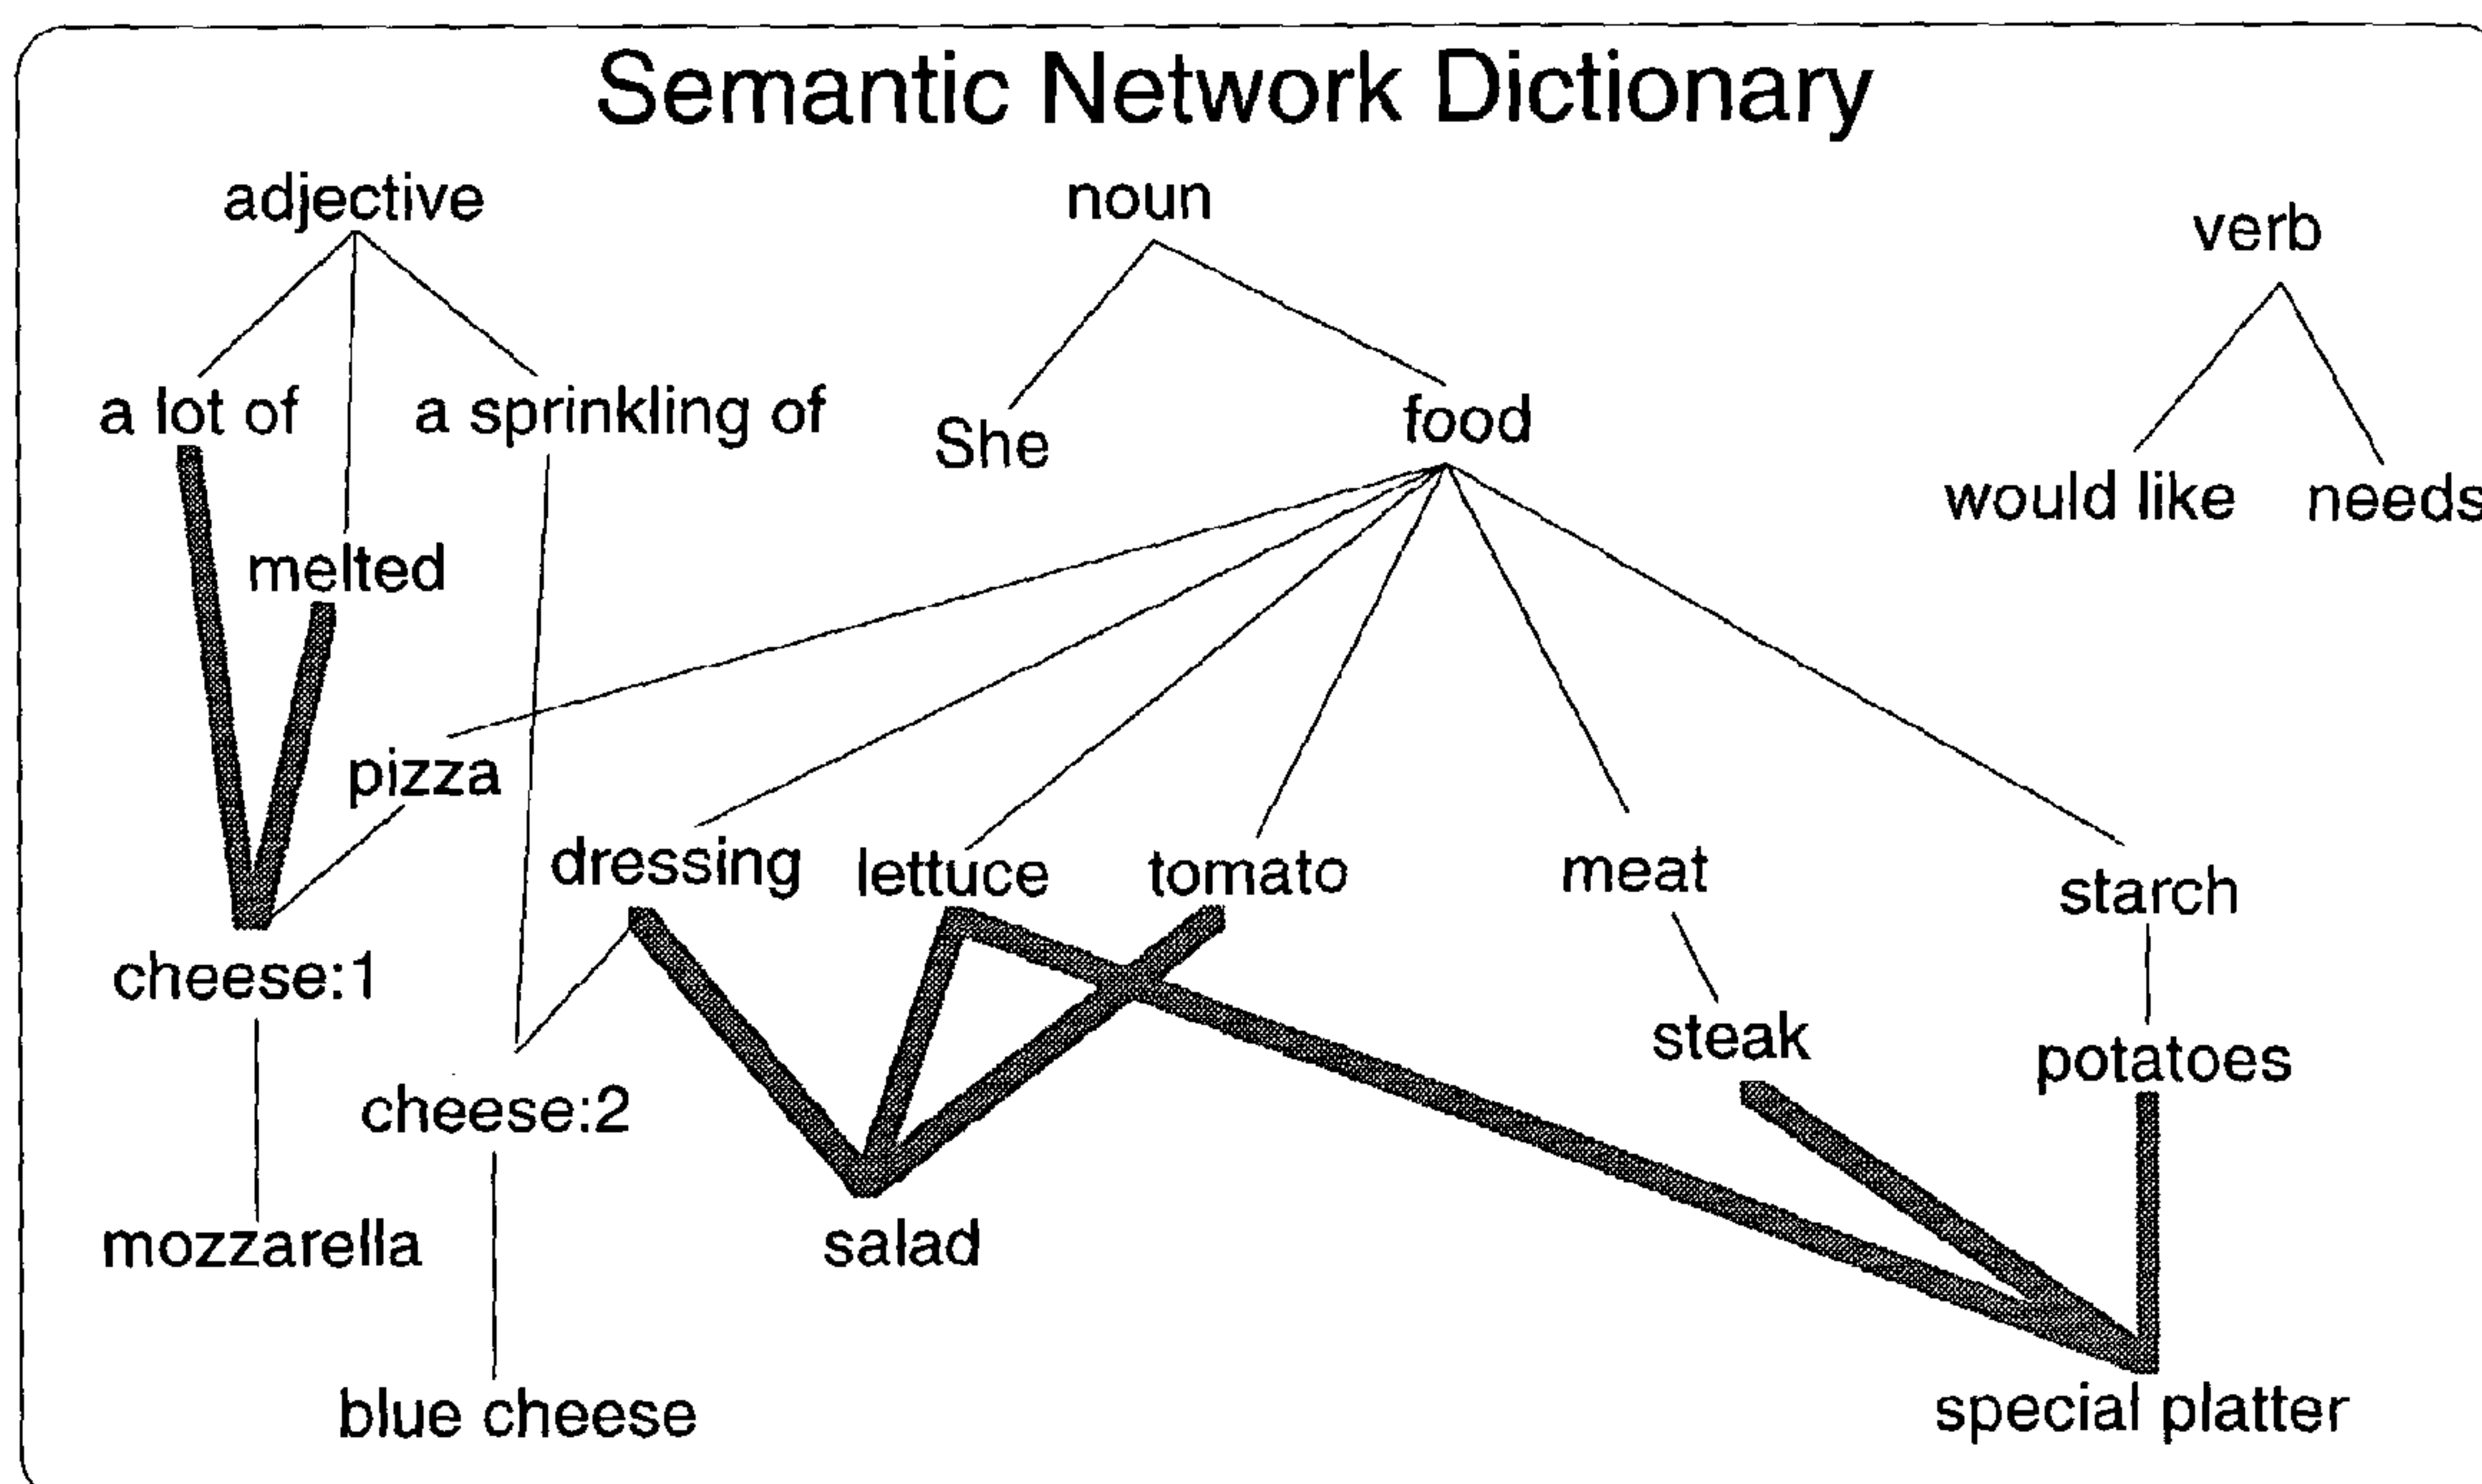 Semantic Network Dictionary
adjective
noun
verb
a lot of
a sprinkling of
She
food
would like
needs
melted
pizza
dressing
lettuce
tomato
meat
starch
cheese:1
steak
potatoes
cheese:2
mozzarella
salad
blue cheese
special platter